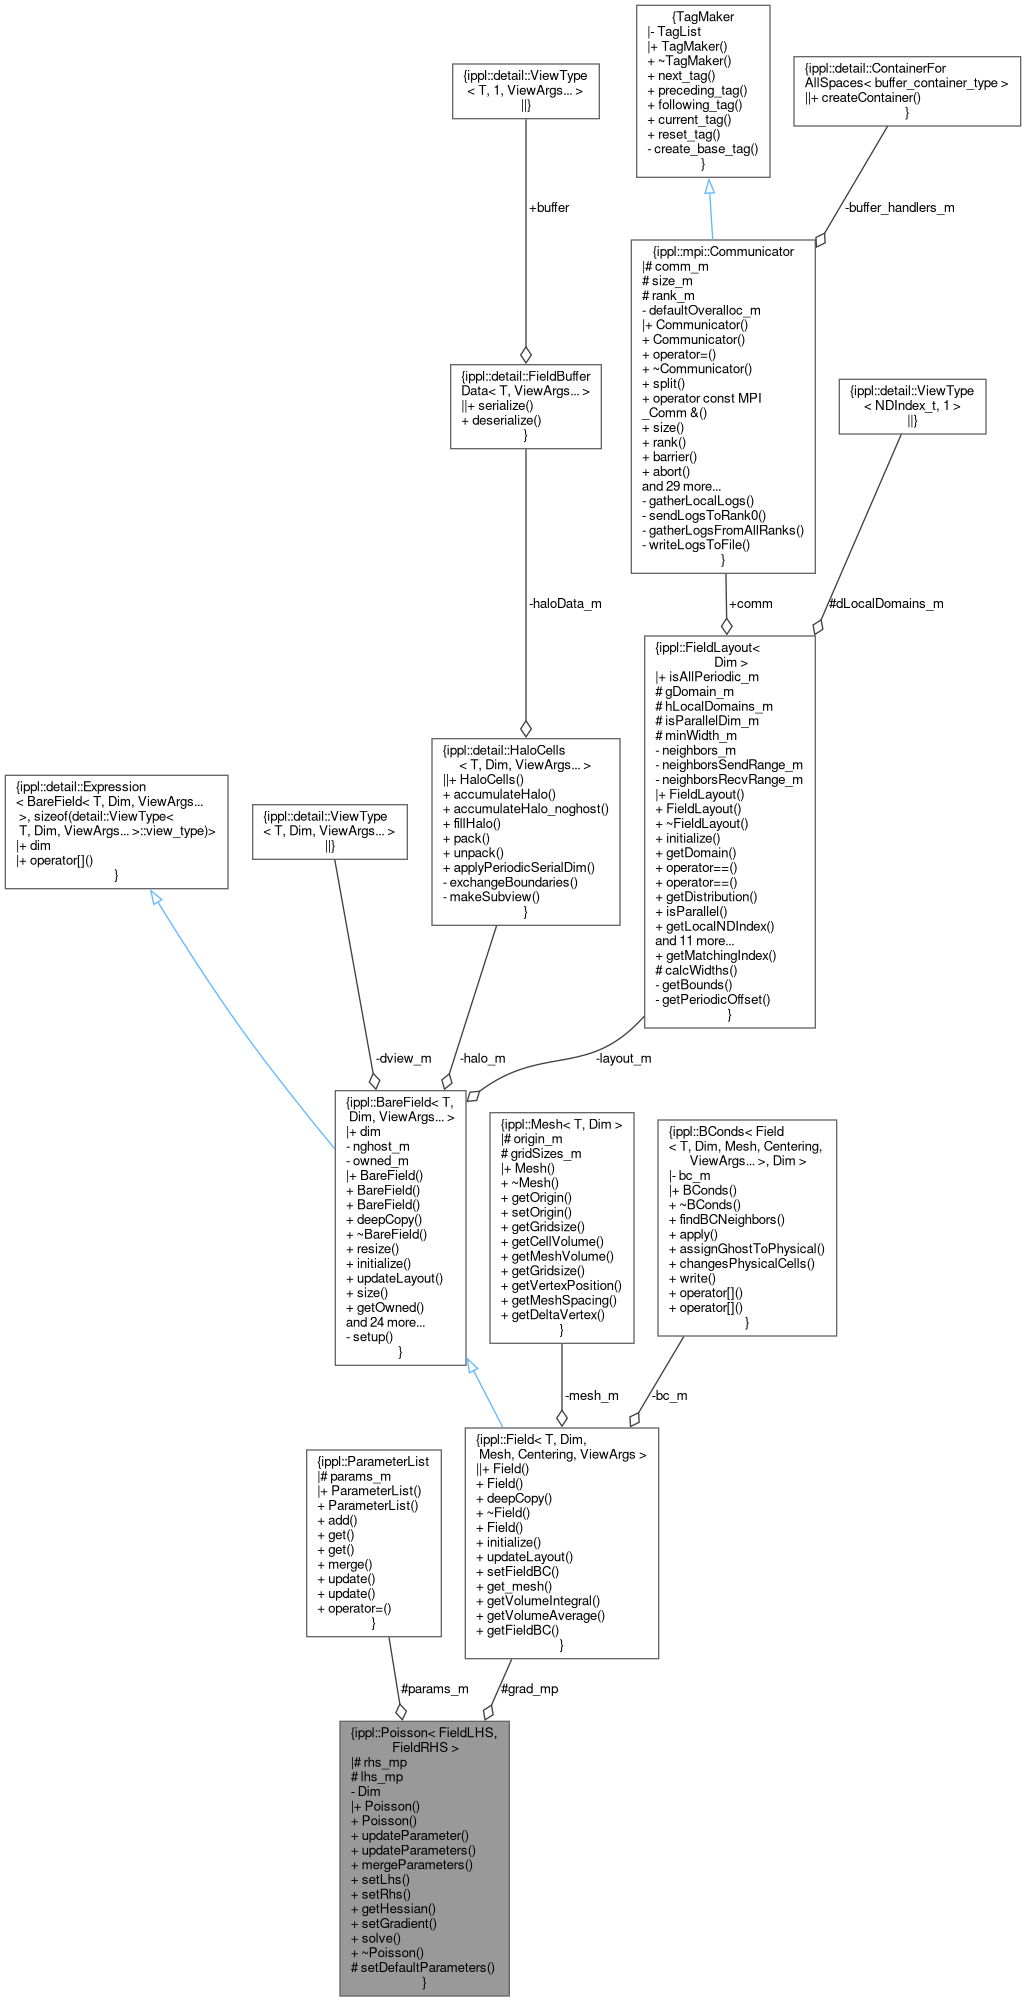 {TagMaker
|- TagList
|+ TagMaker()
+ ~TagMaker()
+ next_tag()
+ preceding_tag()
+ following_tag()
+ current_tag()
+ reset_tag()
- create_base_tag()
}
{ippl::detail::ContainerFor
AllSpaces< buffer_container_type >
||+ createContainer()
}
{ippl::detail::ViewType
< T, 1, ViewArgs... >
||}
+buffer
-buffer_handlers_m
{ippl::mpi::Communicator
|# comm_m
# size_m
# rank_m
- defaultOveralloc_m
|+ Communicator()
+ Communicator()
+ operator=()
+ ~Communicator()
+ split()
+ operator const MPI
_Comm &()
+ size()
+ rank()
+ barrier()
+ abort()
and 29 more...
- gatherLocalLogs()
- sendLogsToRank0()
- gatherLogsFromAllRanks()
- writeLogsToFile()
}
{ippl::detail::FieldBuffer
Data< T, ViewArgs... >
||+ serialize()
+ deserialize()
}
{ippl::detail::ViewType
< NDIndex_t, 1 >
||}
-haloData_m
+comm
#dLocalDomains_m
{ippl::FieldLayout<
Dim >
|+ isAllPeriodic_m
# gDomain_m
# hLocalDomains_m
# isParallelDim_m
# minWidth_m
- neighbors_m
- neighborsSendRange_m
- neighborsRecvRange_m
|+ FieldLayout()
+ FieldLayout()
+ ~FieldLayout()
+ initialize()
+ getDomain()
+ operator==()
+ operator==()
+ getDistribution()
+ isParallel()
+ getLocalNDIndex()
and 11 more...
+ getMatchingIndex()
# calcWidths()
- getBounds()
- getPeriodicOffset()
}
{ippl::detail::HaloCells
< T, Dim, ViewArgs... >
||+ HaloCells()
+ accumulateHalo()
+ accumulateHalo_noghost()
+ fillHalo()
+ pack()
+ unpack()
+ applyPeriodicSerialDim()
- exchangeBoundaries()
- makeSubview()
}
{ippl::detail::Expression
< BareField< T, Dim, ViewArgs...
>, sizeof(detail::ViewType<
T, Dim, ViewArgs... >::view_type)>
|+ dim
|+ operator[]()
}
{ippl::detail::ViewType
< T, Dim, ViewArgs... >
||}
-dview_m
-halo_m
-layout_m
{ippl::BareField< T,
Dim, ViewArgs... >
|+ dim
- nghost_m
- owned_m
|+ BareField()
+ BareField()
+ BareField()
+ deepCopy()
+ ~BareField()
+ resize()
+ initialize()
+ updateLayout()
+ size()
+ getOwned()
and 24 more...
- setup()
}
{ippl::Mesh< T, Dim >
|# origin_m
# gridSizes_m
|+ Mesh()
+ ~Mesh()
+ getOrigin()
+ setOrigin()
+ getGridsize()
+ getCellVolume()
+ getMeshVolume()
+ getGridsize()
+ getVertexPosition()
+ getMeshSpacing()
+ getDeltaVertex()
}
{ippl::BConds< Field
< T, Dim, Mesh, Centering,
ViewArgs... >, Dim >
|- bc_m
|+ BConds()
+ ~BConds()
+ findBCNeighbors()
+ apply()
+ assignGhostToPhysical()
+ changesPhysicalCells()
+ write()
+ operator[]()
+ operator[]()
}
-mesh_m
-bc_m
{ippl::Field< T, Dim,
Mesh, Centering, ViewArgs >
||+ Field()
+ Field()
+ deepCopy()
+ ~Field()
+ Field()
+ initialize()
+ updateLayout()
+ setFieldBC()
+ get_mesh()
+ getVolumeIntegral()
+ getVolumeAverage()
+ getFieldBC()
}
{ippl::ParameterList
|# params_m
|+ ParameterList()
+ ParameterList()
+ add()
+ get()
+ get()
+ merge()
+ update()
+ update()
+ operator=()
}
#params_m
#grad_mp
{ippl::Poisson< FieldLHS,
FieldRHS >
|# rhs_mp
# lhs_mp
- Dim
|+ Poisson()
+ Poisson()
+ updateParameter()
+ updateParameters()
+ mergeParameters()
+ setLhs()
+ setRhs()
+ getHessian()
+ setGradient()
+ solve()
+ ~Poisson()
# setDefaultParameters()
}